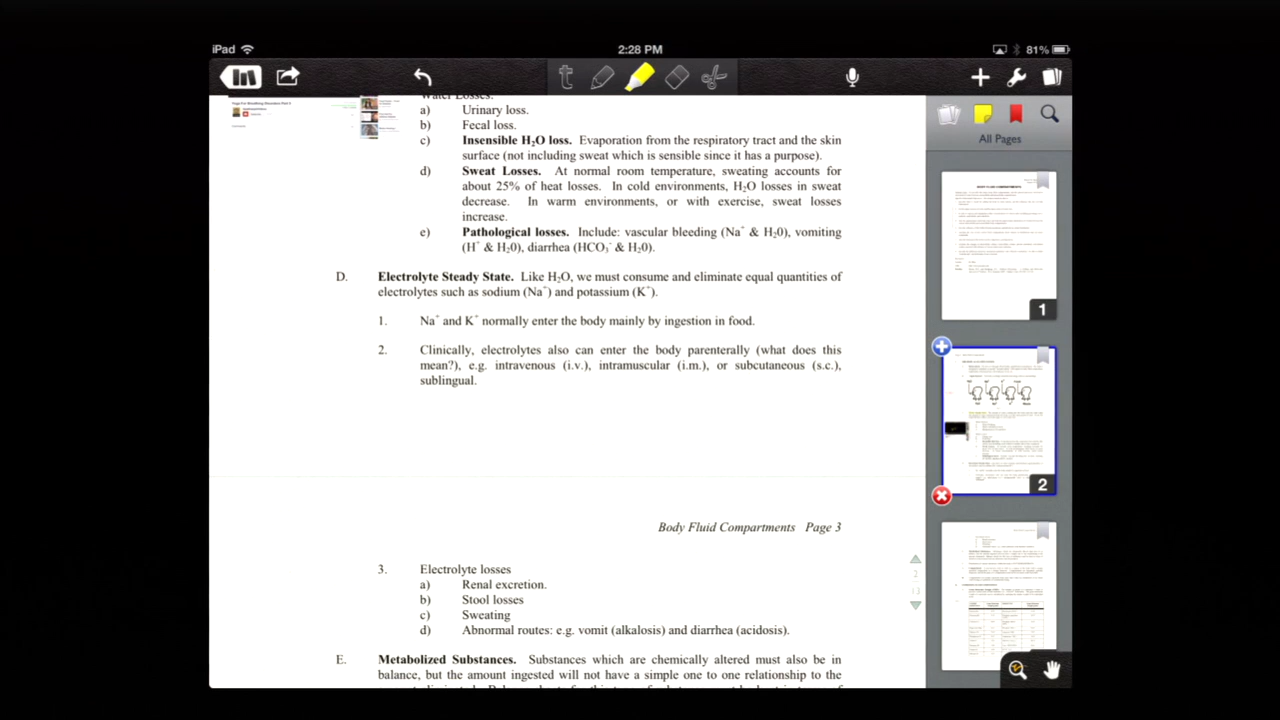 iPad
2:28 PM
81%
Water Losses.
a) Urinary loss.
b) Fecal loss.
c) Insensible H₂O loss. Evaporation from the respiratory tract and the skin
surface (not including sweat which is sensible since it has a purpose).
d) Sweat Losses. At normal room temperature, sweating accounts for
about 25% of heat losses. In cold environments, H₂O losses in sweat
decrease. In warm environments, or with exercise, sweat losses
increase.
e) Pathological losses. Include: vascular bleeding (Na⁺ & H₂0), vomiting
(H⁺ & H₂0), diarrhea (HCO₃⁻ & H₂0).
D. Electrolyte Steady State. Like H₂O, we must consume and eliminate equal quantities of
electrolytes such as sodium (Na⁺) and potassium (K⁺).
1. Na⁺ and K⁺ normally enter the body mainly by ingestion in food.
2. Clinically, electrolytes also can enter the body parenterally (what does this
mean?), e.g. intravenous (i.v.), intramuscular (i.m.), or subcutaneous (s.c.),
sublingual.
Body Fluid Compartments Page 3
3. Electrolyte losses
a) Renal excretion.
b) Stool losses
c) Sweating
d) Abnormal routes: e.g. vomit (alkalosis) and diarrhea (acidosis).
E. Metabolized Substances. Substances which are chemically altered must also be in
balance, but the amount ingested will not have a simple one to one relationship to the
All Pages
1
2
2
13